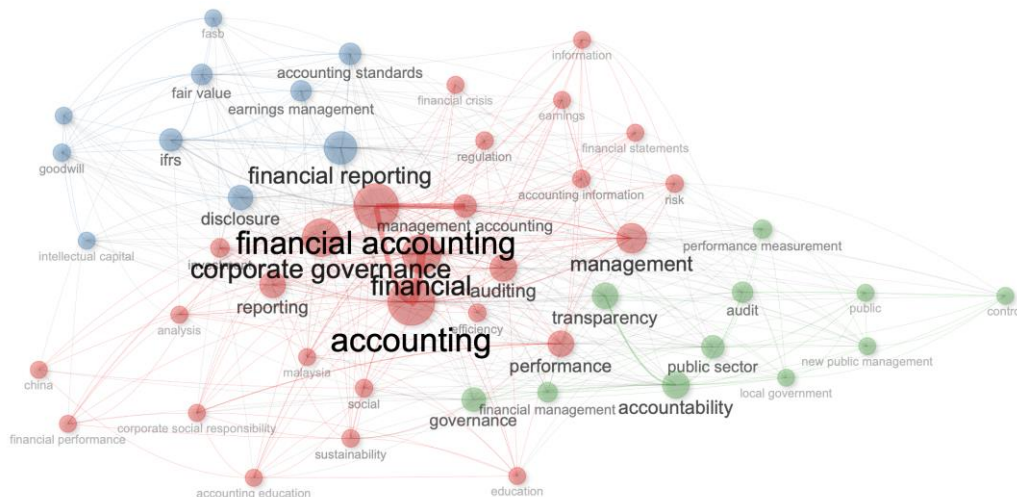 fasb
information
accounting standards
fair value
earnings management
financial crisis
earnings
financial statements
regulation
ifrs
goodwill
financial reporting
accounting information
risk
disclosure
management accounting
intellectual capital
financial accounting
performance measurement
management
corporate governance
financial
auditing
reporting
transparency
audit
public
control
analysis
efficiency
accounting
malaysia
performance
public sector
new public management
china
social
local government
accountability
financial management
governance
financial performance
corporate social responsibility
sustainability
accounting education
education